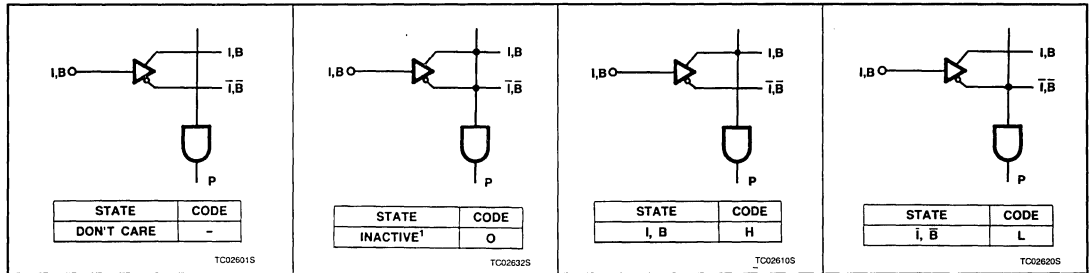 I,B
I,B
I̅,B̅
P
STATE CODE
DON'T CARE –
TC02601S
I,B
I,B
I̅,B̅
P
STATE CODE
INACTIVE¹ O
TC02632S
I,B
I,B
I̅,B̅
P
STATE CODE
I, B H
TC02610S
I,B
I,B
I̅,B̅
P
STATE CODE
I̅, B̅ L
TC02620S